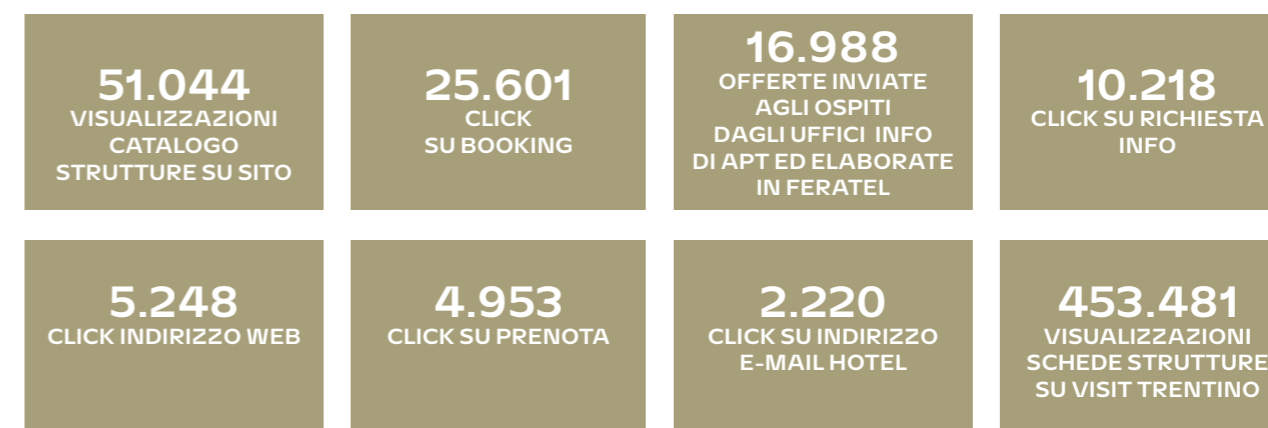 51.044
VISUALIZZAZIONI
CATALOGO
STRUTTURE SU SITO
25.601
CLICK
SU BOOKING
16.988
OFFERTE INVIATE
AGLI OSPITI
DAGLI UFFICI INFO
DI APT ED ELABORATE
IN FERATEL
10.218
CLICK SU RICHIESTA
INFO
5.248
CLICK INDIRIZZO WEB
4.953
CLICK SU PRENOTA
2.220
CLICK SU INDIRIZZO
E-MAIL HOTEL
453.481
VISUALIZZAZIONI
SCHEDE STRUTTURE
SU VISIT TRENTINO